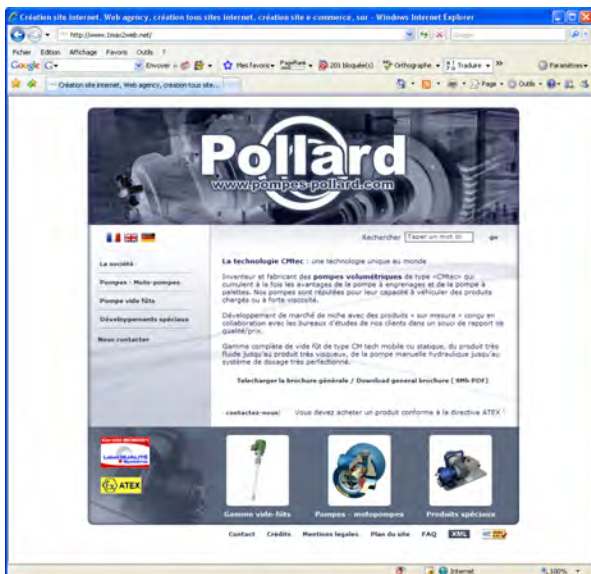 Création site Internet, Web agency, création tous sites internet, création site e-commerce, sur - Windows Internet Explorer
http://www.tmao2web.net/
Google
Fichier Edition Affichage Favoris Outils ?
Google G Envoyer Mes favoris PageRank 201 bloquée(s) Orthographe Traduire Paramètres
Création site Internet, Web agency, création tous site... Page Outils
Pollard
www.pompes-pollard.com
Rechercher Taper un mot ici
La société
Pompes - Moto-pompes
Pompe vide fûts
Développements spéciaux
Nous contacter
La technologie CMtec : une technologie unique au monde
Inventeur et fabricant des pompes volumétriques de type «CMtec» qui
cumulent à la fois les avantages de la pompe à engrenages et de la pompe à
palettes. Nos pompes sont réputées pour leur capacité à véhiculer des produits
chargés ou à forte viscosité.
Développement de marché de niche avec des produits « sur mesure » conçu en
collaboration avec les bureaux d'études de nos clients dans un souci de rapport de
qualité/prix.
Gamme complète de vide fût de type CM tech mobile ou statique, du produit très
fluide jusqu'au produit très visqueux, de la pompe manuelle hydraulique jusqu'au
système de dosage très perfectionné.
Telecharger la brochure générale / Download general brochure ( 9Mb PDF)
contactez-nous: Vous devez acheter un produit conforme à la directive ATEX !
Label QUALITÉ
Ex ATEX
Gamme vide-fûts
Pompes - motopompes
Produits spéciaux
Contact Crédits Mentions légales Plan du site FAQ XML
Internet 100%